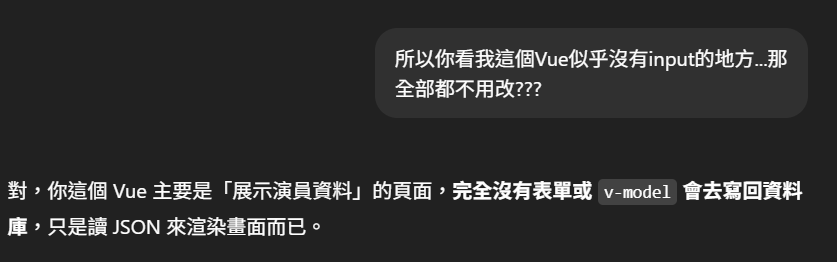 所以你看我這個Vue似乎沒有input的地方...那
全部都不用改???
對，你這個 Vue 主要是「展示演員資料」的頁面，完全沒有表單或 v-model 會去寫回資料
庫，只是讀 JSON 來渲染畫面而已。